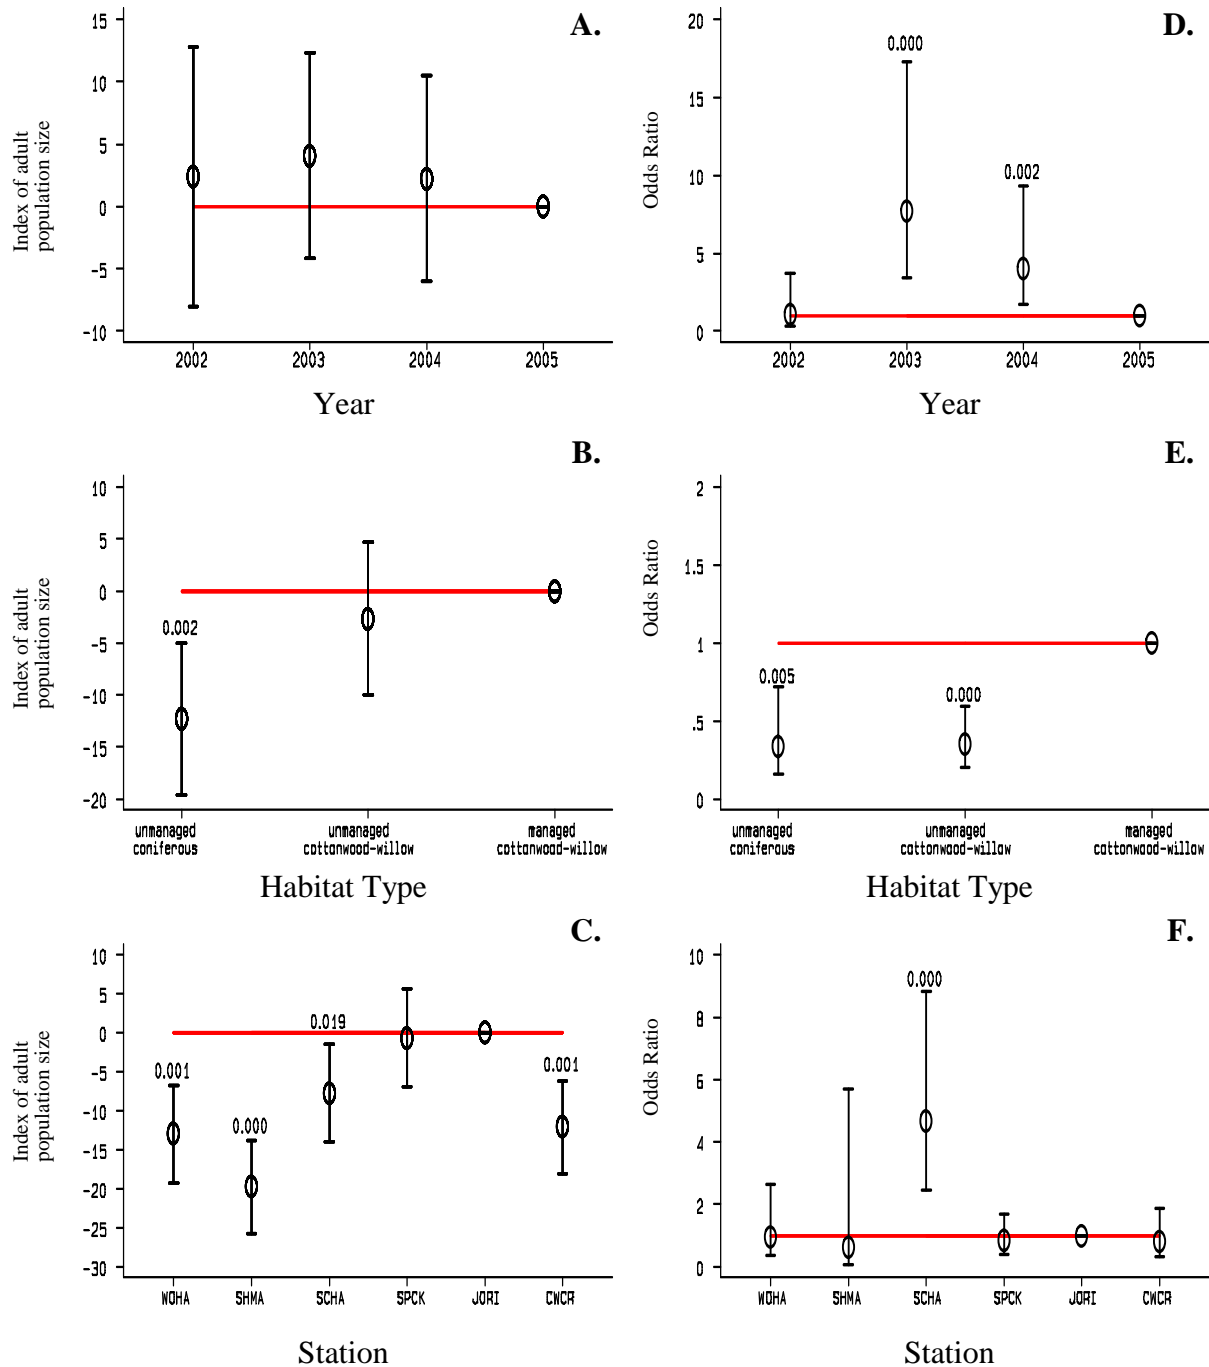 A.
Index of adult
population size
15
10
5
0
-5
-10
2002 2003 2004 2005
Year
D.
Odds Ratio
20
15
10
5
0
0.000
0.002
2002 2003 2004 2005
Year
B.
Index of adult
population size
10
5
0
-5
-10
-15
-20
0.002
unmanaged coniferous
unmanaged cottonwood-willow
managed cottonwood-willow
Habitat Type
E.
Odds Ratio
2
1.5
1
.5
0
0.005
0.000
unmanaged coniferous
unmanaged cottonwood-willow
managed cottonwood-willow
Habitat Type
C.
Index of adult
population size
10
5
0
-5
-10
-15
-20
-25
-30
0.001
0.000
0.019
0.001
WOHA SHMA SCHA SPCK JORI CWCR
Station
F.
Odds Ratio
10
8
6
4
2
0
0.000
WOHA SHMA SCHA SPCK JORI CWCR
Station